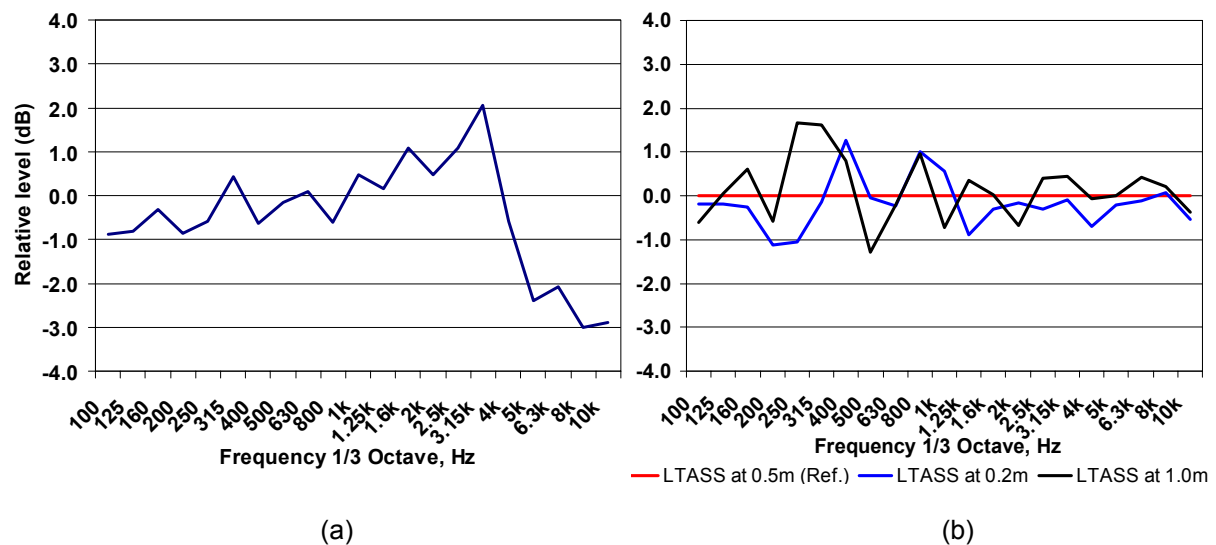 4.0
3.0
2.0
1.0
0.0
-1.0
-2.0
-3.0
-4.0
Relative level (dB)
100
125
160
200
250
315
400
500
630
800
1k
1.25k
1.6k
2k
2.5k
3.15k
4k
5k
6.3k
8k
10k
Frequency 1/3 Octave, Hz
(a)
4.0
3.0
2.0
1.0
0.0
-1.0
-2.0
-3.0
-4.0
100
125
160
200
250
315
400
500
630
800
1k
1.25k
1.6k
2k
2.5k
3.15k
4k
5k
6.3k
8k
10k
Frequency 1/3 Octave, Hz
LTASS at 0.5m (Ref.) LTASS at 0.2m LTASS at 1.0m
(b)